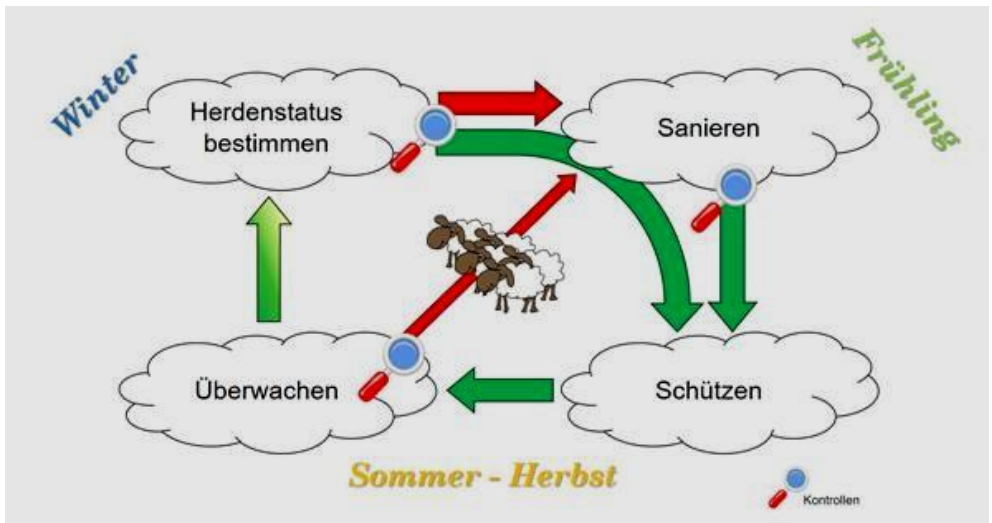 Winter
Frühling
Herdenstatus
bestimmen
Sanieren
Überwachen
Schützen
Sommer - Herbst
Kontrollen